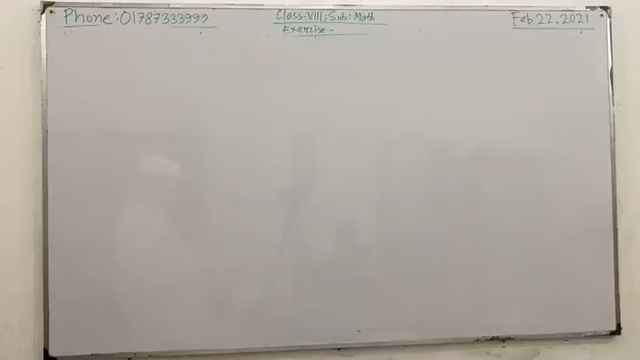 Phone: 01787333999
Class-VIII; Sub: Math
Exercise-
Feb 22, 2021